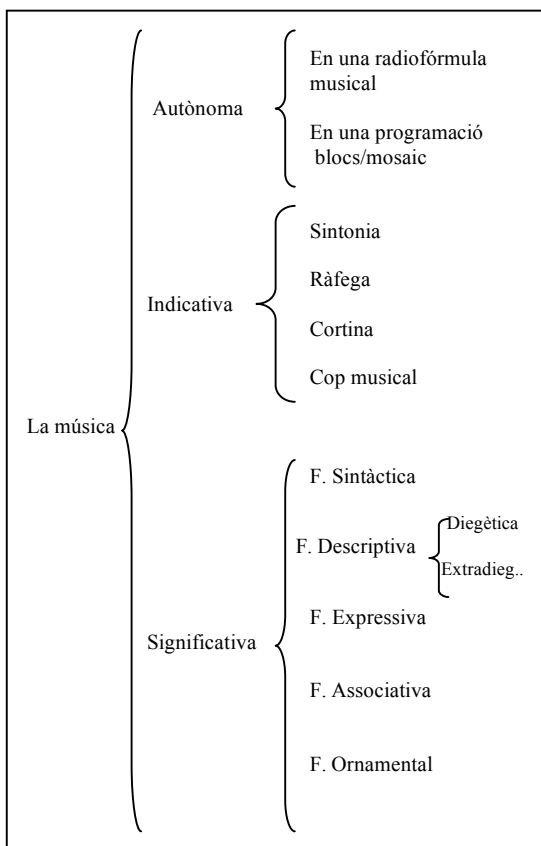 La música
Autònoma
En una radiofórmula
musical
En una programació
blocs/mosaic
Indicativa
Sintonia
Ràfega
Cortina
Cop musical
Significativa
F. Sintàctica
F. Descriptiva
Diegètica
Extradieg..
F. Expressiva
F. Associativa
F. Ornamental